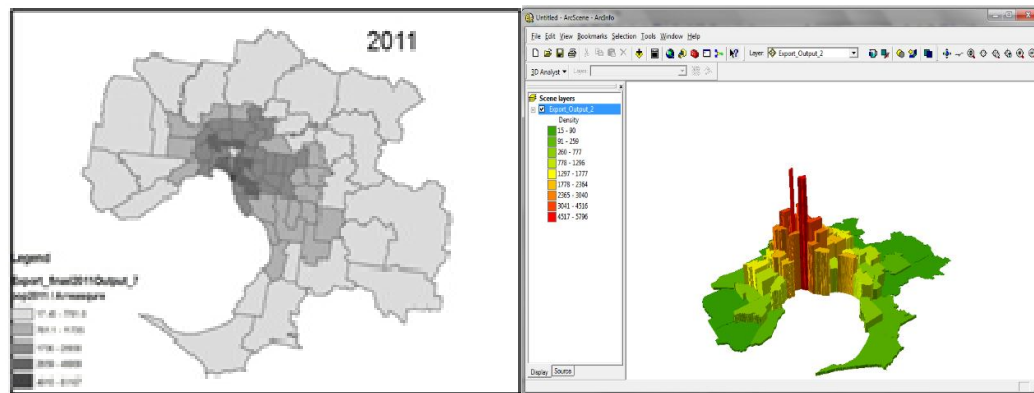 2011
Legend
Untitled - ArcScene - ArcInfo
File Edit View Bookmarks Selection Tools Window Help
Layer: Export_Output_2
3D Analyst Layer:
Scene layers
Export_Output_2
Density
15 - 90
91 - 259
260 - 777
778 - 1296
1297 - 1777
1778 - 2364
2365 - 3040
3041 - 4516
4517 - 5796
Display Source